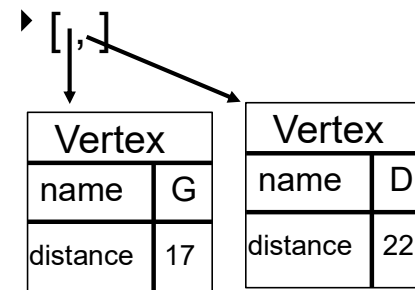 [ , ]
Vertex
name G
distance 17
Vertex
name D
distance 22